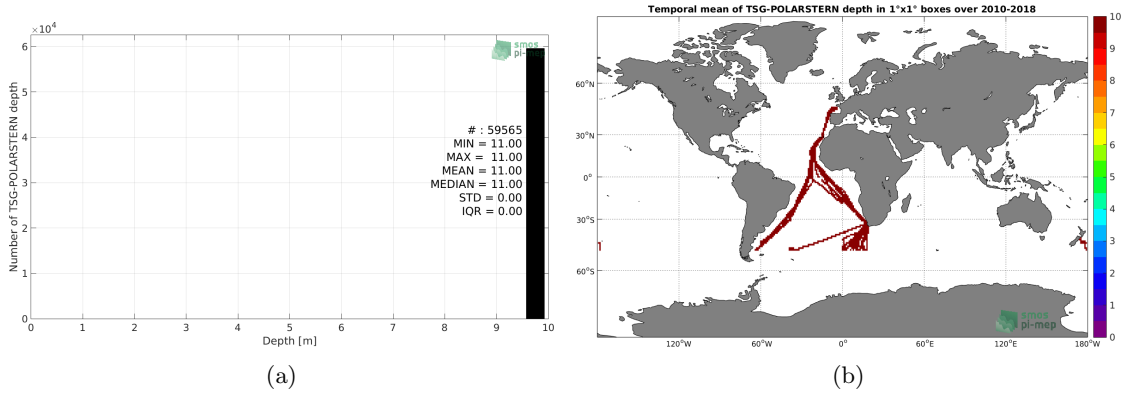 ×10⁴
6
5
4
3
2
1
0
Number of TSG-POLARSTERN depth
smos
pi-mep
# : 59565
MIN = 11.00
MAX = 11.00
MEAN = 11.00
MEDIAN = 11.00
STD = 0.00
IQR = 0.00
0 1 2 3 4 5 6 7 8 9 10
Depth [m]
(a)
Temporal mean of TSG-POLARSTERN depth in 1°x1° boxes over 2010-2018
60°N
30°N
0°
30°S
60°S
120°W 60°W 0° 60°E 120°E 180°W
smos
pi-mep
10
9
8
7
6
5
4
3
2
1
0
(b)